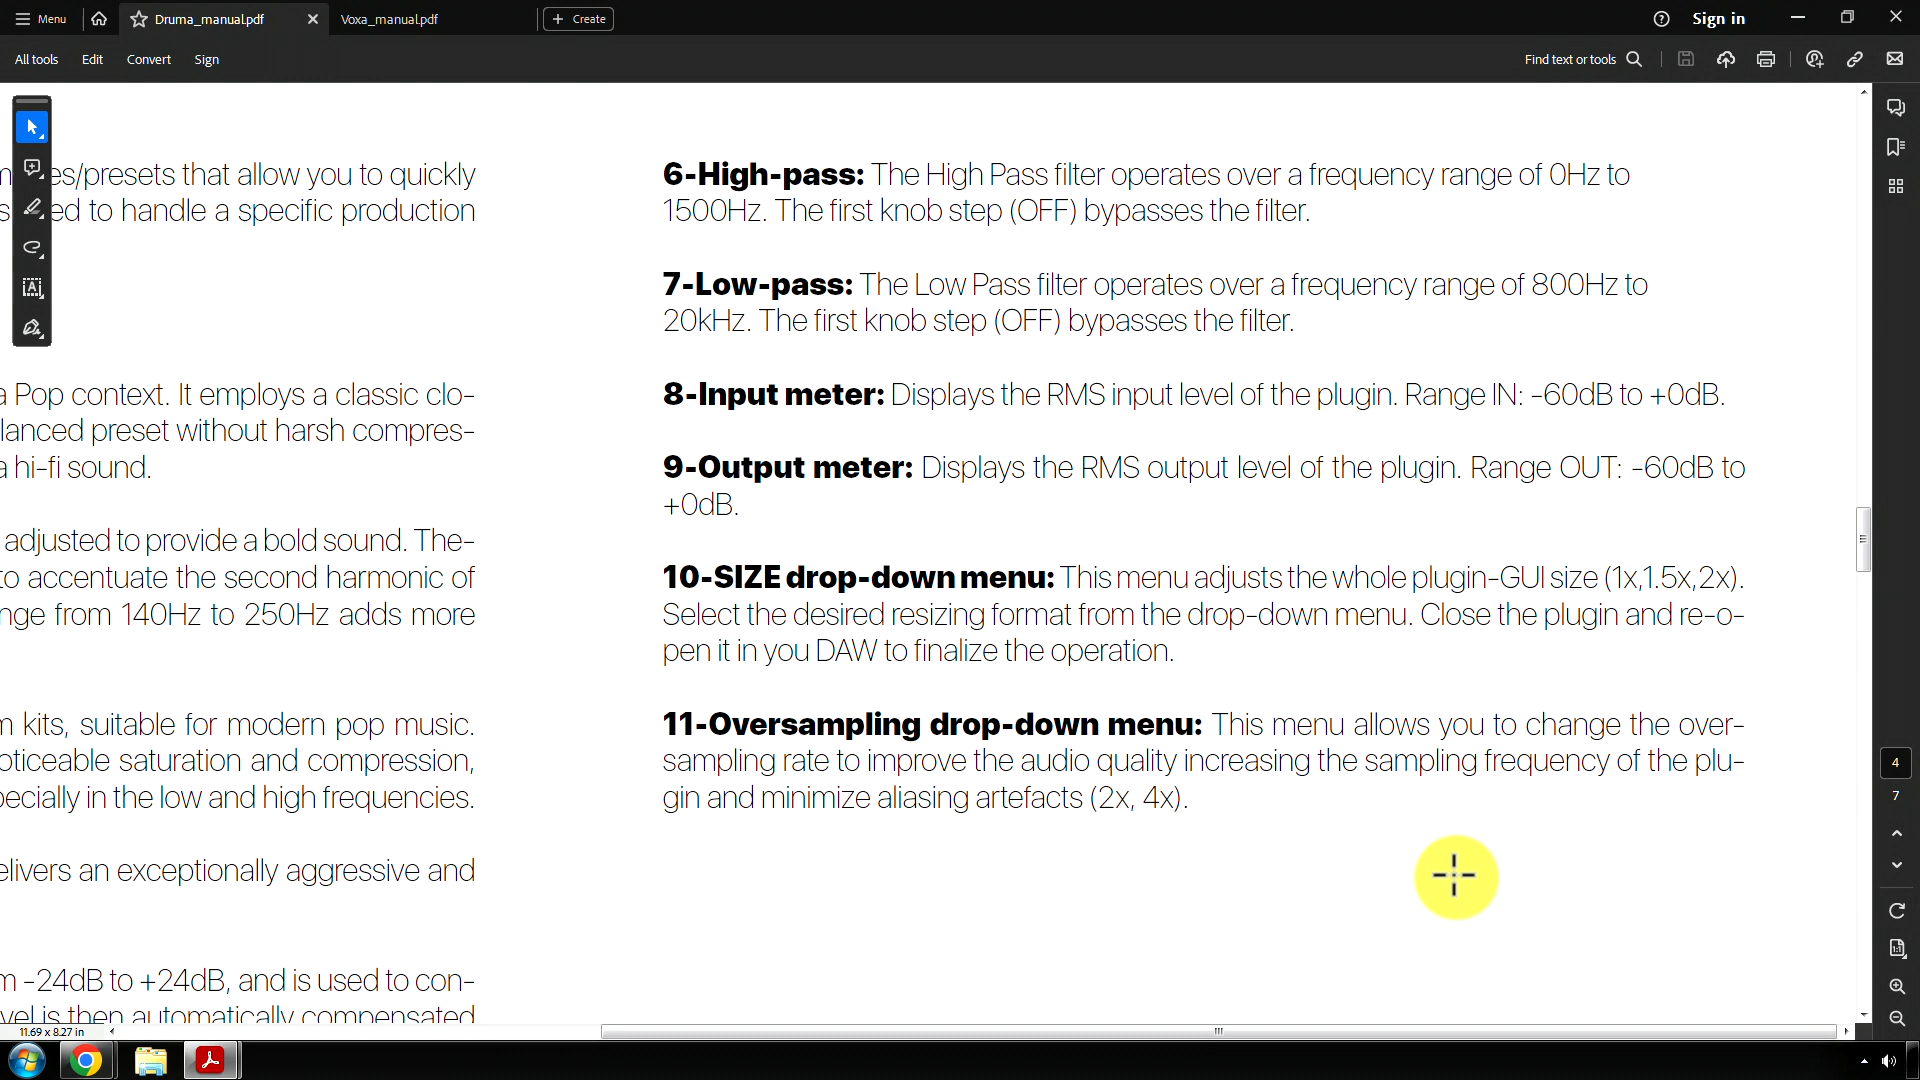 Menu
Druma_manual.pdf
Voxa_manual.pdf
Create
Sign in
All tools
Edit
Convert
Sign
Find text or tools
es/presets that allow you to quickly
ed to handle a specific production
a Pop context. It employs a classic clo-
lanced preset without harsh compres-
a hi-fi sound.
adjusted to provide a bold sound. The-
to accentuate the second harmonic of
nge from 140Hz to 250Hz adds more
m kits, suitable for modern pop music.
oticeable saturation and compression,
pecially in the low and high frequencies.
elivers an exceptionally aggressive and
m -24dB to +24dB, and is used to con-
vel is then automatically compensated
6-High-pass: The High Pass filter operates over a frequency range of 0Hz to
1500Hz. The first knob step (OFF) bypasses the filter.
7-Low-pass: The Low Pass filter operates over a frequency range of 800Hz to
20kHz. The first knob step (OFF) bypasses the filter.
8-Input meter: Displays the RMS input level of the plugin. Range IN: -60dB to +0dB.
9-Output meter: Displays the RMS output level of the plugin. Range OUT: -60dB to
+0dB.
10-SIZE drop-down menu: This menu adjusts the whole plugin-GUI size (1x,1.5x,2x).
Select the desired resizing format from the drop-down menu. Close the plugin and re-o-
pen it in you DAW to finalize the operation.
11-Oversampling drop-down menu: This menu allows you to change the over-
sampling rate to improve the audio quality increasing the sampling frequency of the plu-
gin and minimize aliasing artefacts (2x, 4x).
4
7
11.69 x 8.27 in